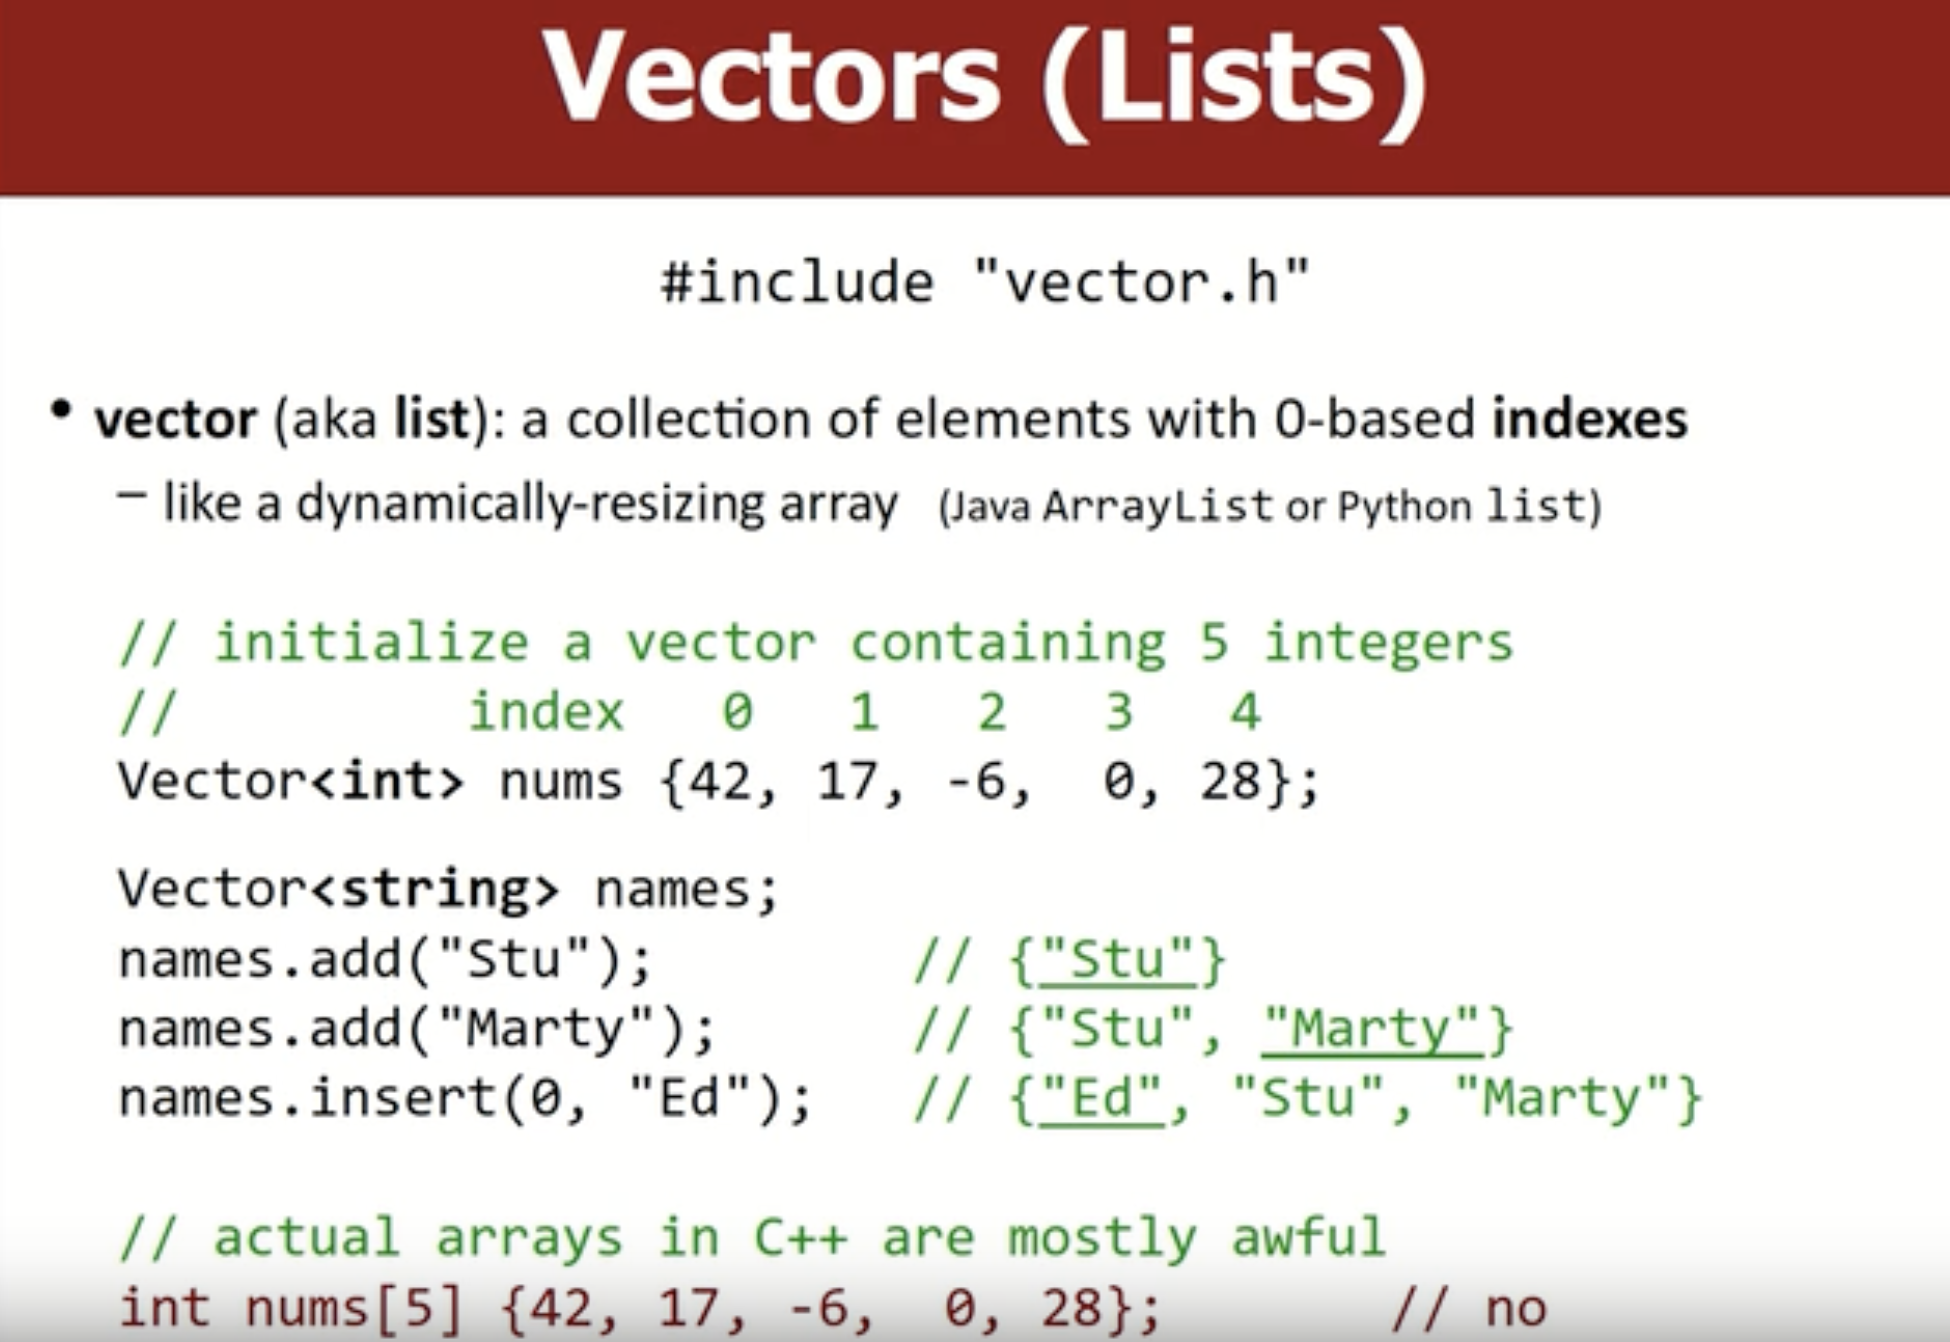 Vectors (Lists)
#include "vector.h"
• vector (aka list): a collection of elements with 0-based indexes
– like a dynamically-resizing array (Java ArrayList or Python list)
// initialize a vector containing 5 integers
//         index   0   1   2   3   4
Vector<int> nums {42, 17, -6,  0, 28};
Vector<string> names;
names.add("Stu");        // {"Stu"}
names.add("Marty");      // {"Stu", "Marty"}
names.insert(0, "Ed");   // {"Ed", "Stu", "Marty"}
// actual arrays in C++ are mostly awful
int nums[5] {42, 17, -6,  0, 28};       // no